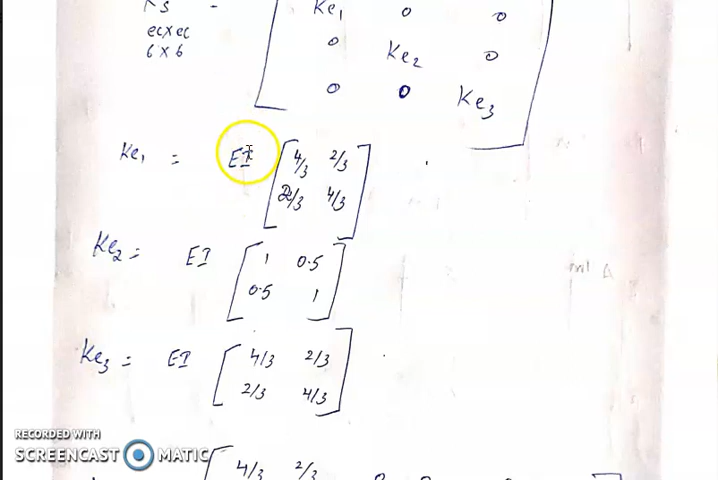 Ke₁ 0 0
ec x ec
6 x 6
0 Ke₂ 0
0 0 Ke₃
Ke₁ = EI [ 4/3 2/3
2/3 4/3 ]
Ke₂ = EI [ 1 0.5
0.5 1 ]
Ke₃ = EI [ 4/3 2/3
2/3 4/3 ]
RECORDED WITH
SCREENCAST MATIC
4/3 2/3